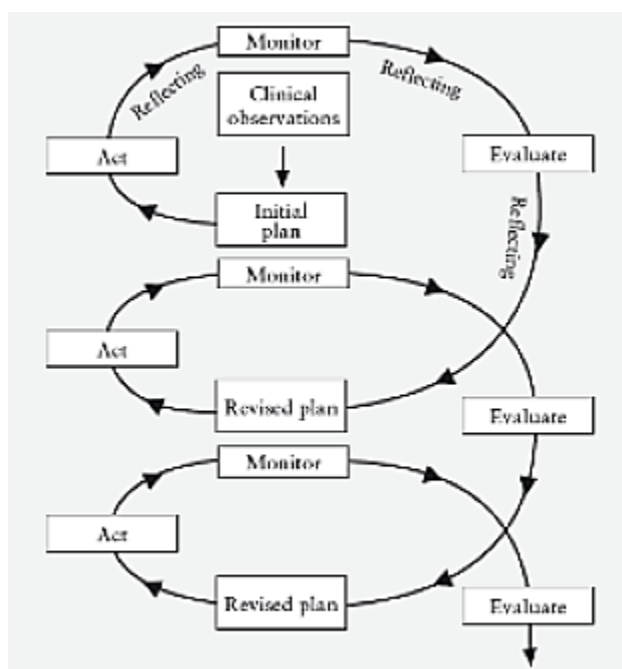 Monitor
Reflecting
Reflecting
Clinical
observations
Act
Evaluate
Initial
plan
Reflecting
Monitor
Act
Revised plan
Evaluate
Monitor
Act
Revised plan
Evaluate